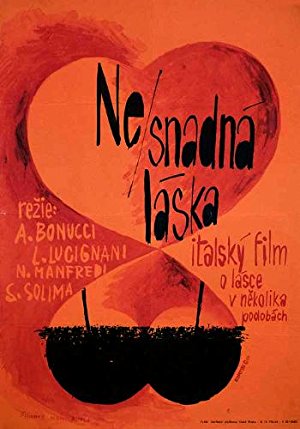 Ne/snadná
láska
režie:
A. BONUCCI
L. LUCIGNANI
N. MANFREDI
S. SOLIMA
italský film
o lásce
v několika
podobách